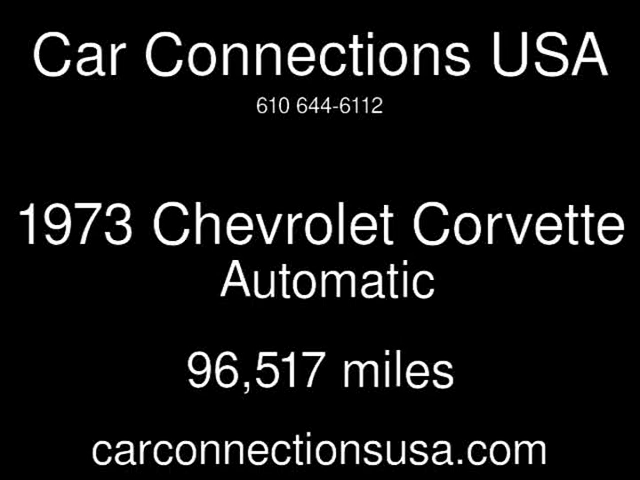 Car Connections USA
610 644-6112
1973 Chevrolet Corvette
Automatic
96,517 miles
carconnectionsusa.com